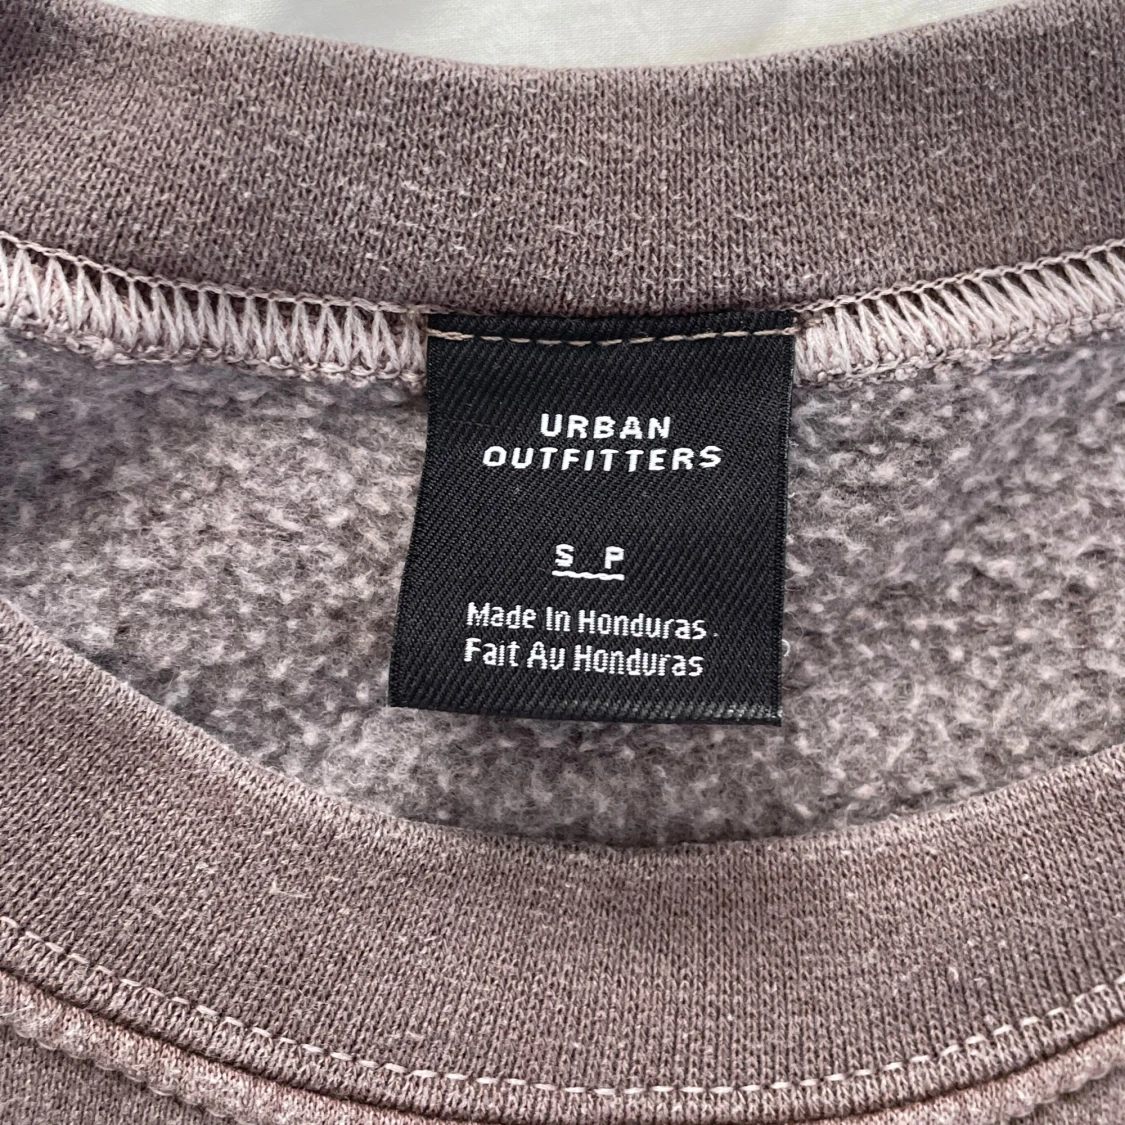 URBAN
OUTFITTERS
S P
Made In Honduras
Fait Au Honduras